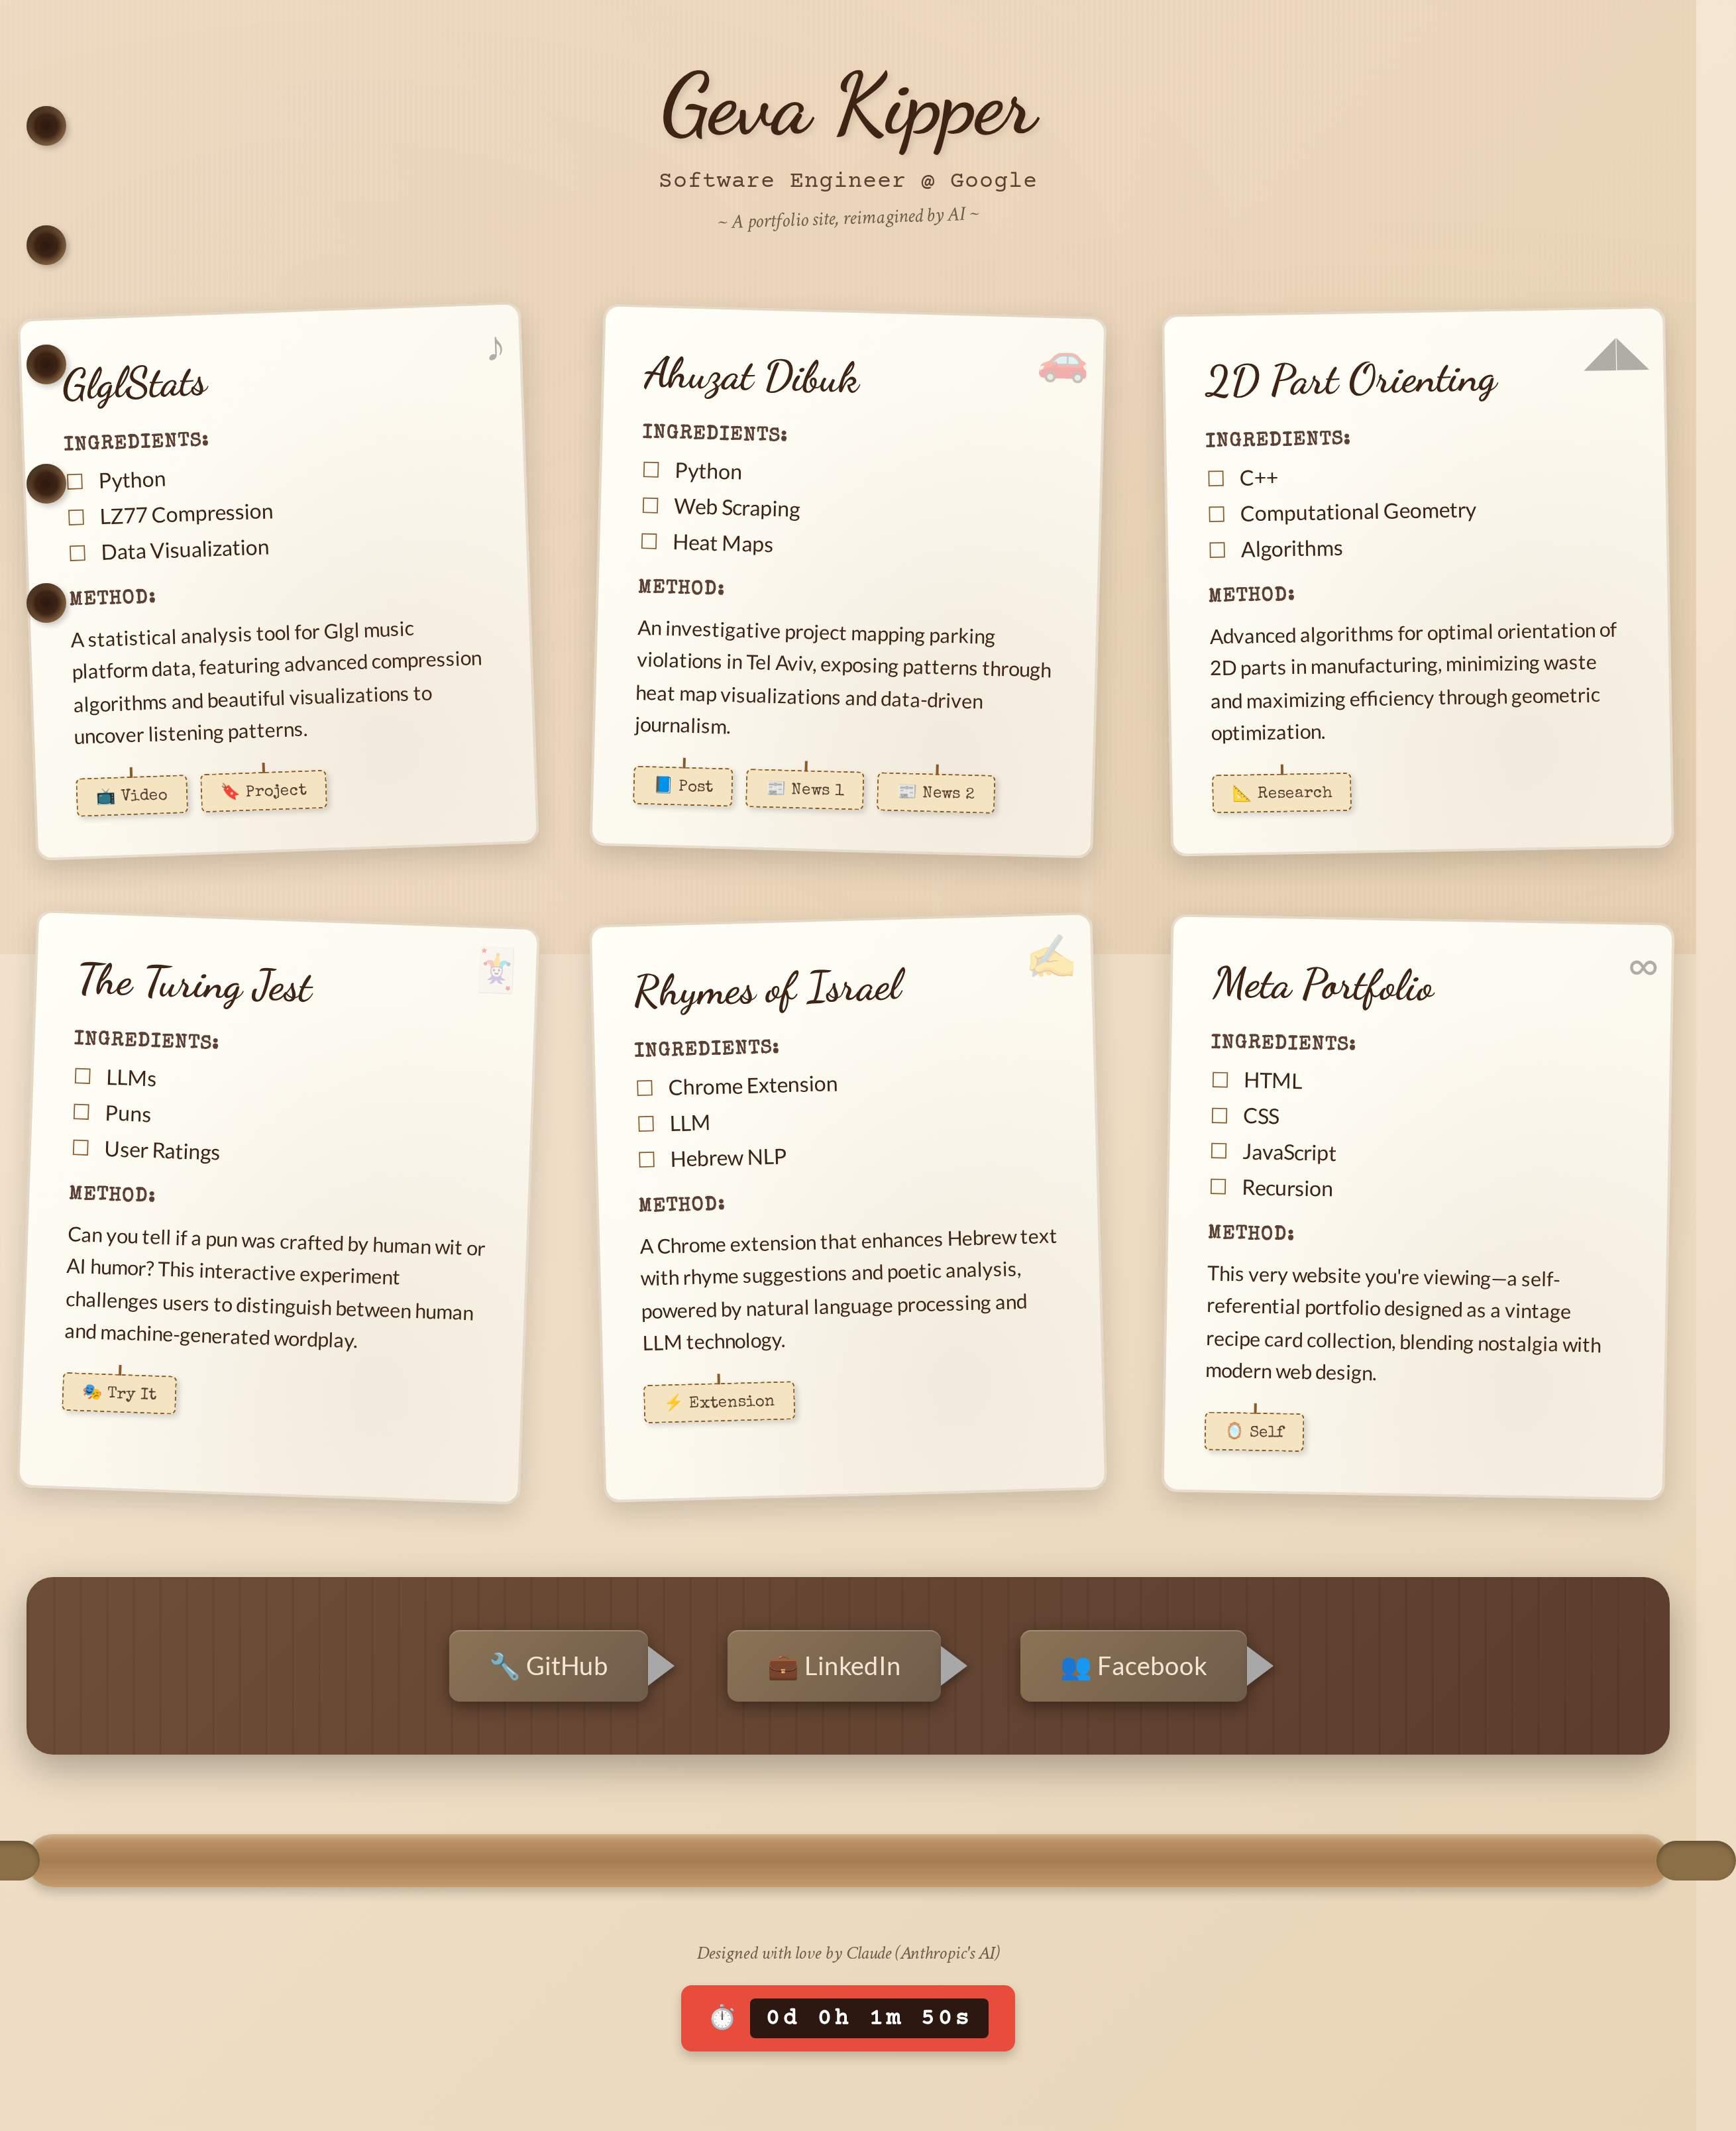 Geva Kipper
Software Engineer @ Google
~ A portfolio site, reimagined by AI ~
GlglStats
INGREDIENTS:
☐ Python
☐ LZ77 Compression
☐ Data Visualization
METHOD:
A statistical analysis tool for Glgl music
platform data, featuring advanced compression
algorithms and beautiful visualizations to
uncover listening patterns.
📺 Video
🔖 Project
Ahuzat Dibuk
INGREDIENTS:
☐ Python
☐ Web Scraping
☐ Heat Maps
METHOD:
An investigative project mapping parking
violations in Tel Aviv, exposing patterns through
heat map visualizations and data-driven
journalism.
📘 Post
📰 News 1
📰 News 2
2D Part Orienting
INGREDIENTS:
☐ C++
☐ Computational Geometry
☐ Algorithms
METHOD:
Advanced algorithms for optimal orientation of
2D parts in manufacturing, minimizing waste
and maximizing efficiency through geometric
optimization.
📐 Research
The Turing Jest
INGREDIENTS:
☐ LLMs
☐ Puns
☐ User Ratings
METHOD:
Can you tell if a pun was crafted by human wit or
AI humor? This interactive experiment
challenges users to distinguish between human
and machine-generated wordplay.
🎭 Try It
Rhymes of Israel
INGREDIENTS:
☐ Chrome Extension
☐ LLM
☐ Hebrew NLP
METHOD:
A Chrome extension that enhances Hebrew text
with rhyme suggestions and poetic analysis,
powered by natural language processing and
LLM technology.
⚡ Extension
Meta Portfolio
∞
INGREDIENTS:
☐ HTML
☐ CSS
☐ JavaScript
☐ Recursion
METHOD:
This very website you're viewing—a self-
referential portfolio designed as a vintage
recipe card collection, blending nostalgia with
modern web design.
🪞 Self
🔧 GitHub
💼 LinkedIn
👥 Facebook
Designed with love by Claude (Anthropic's AI)
⏱️ 0d 0h 1m 50s